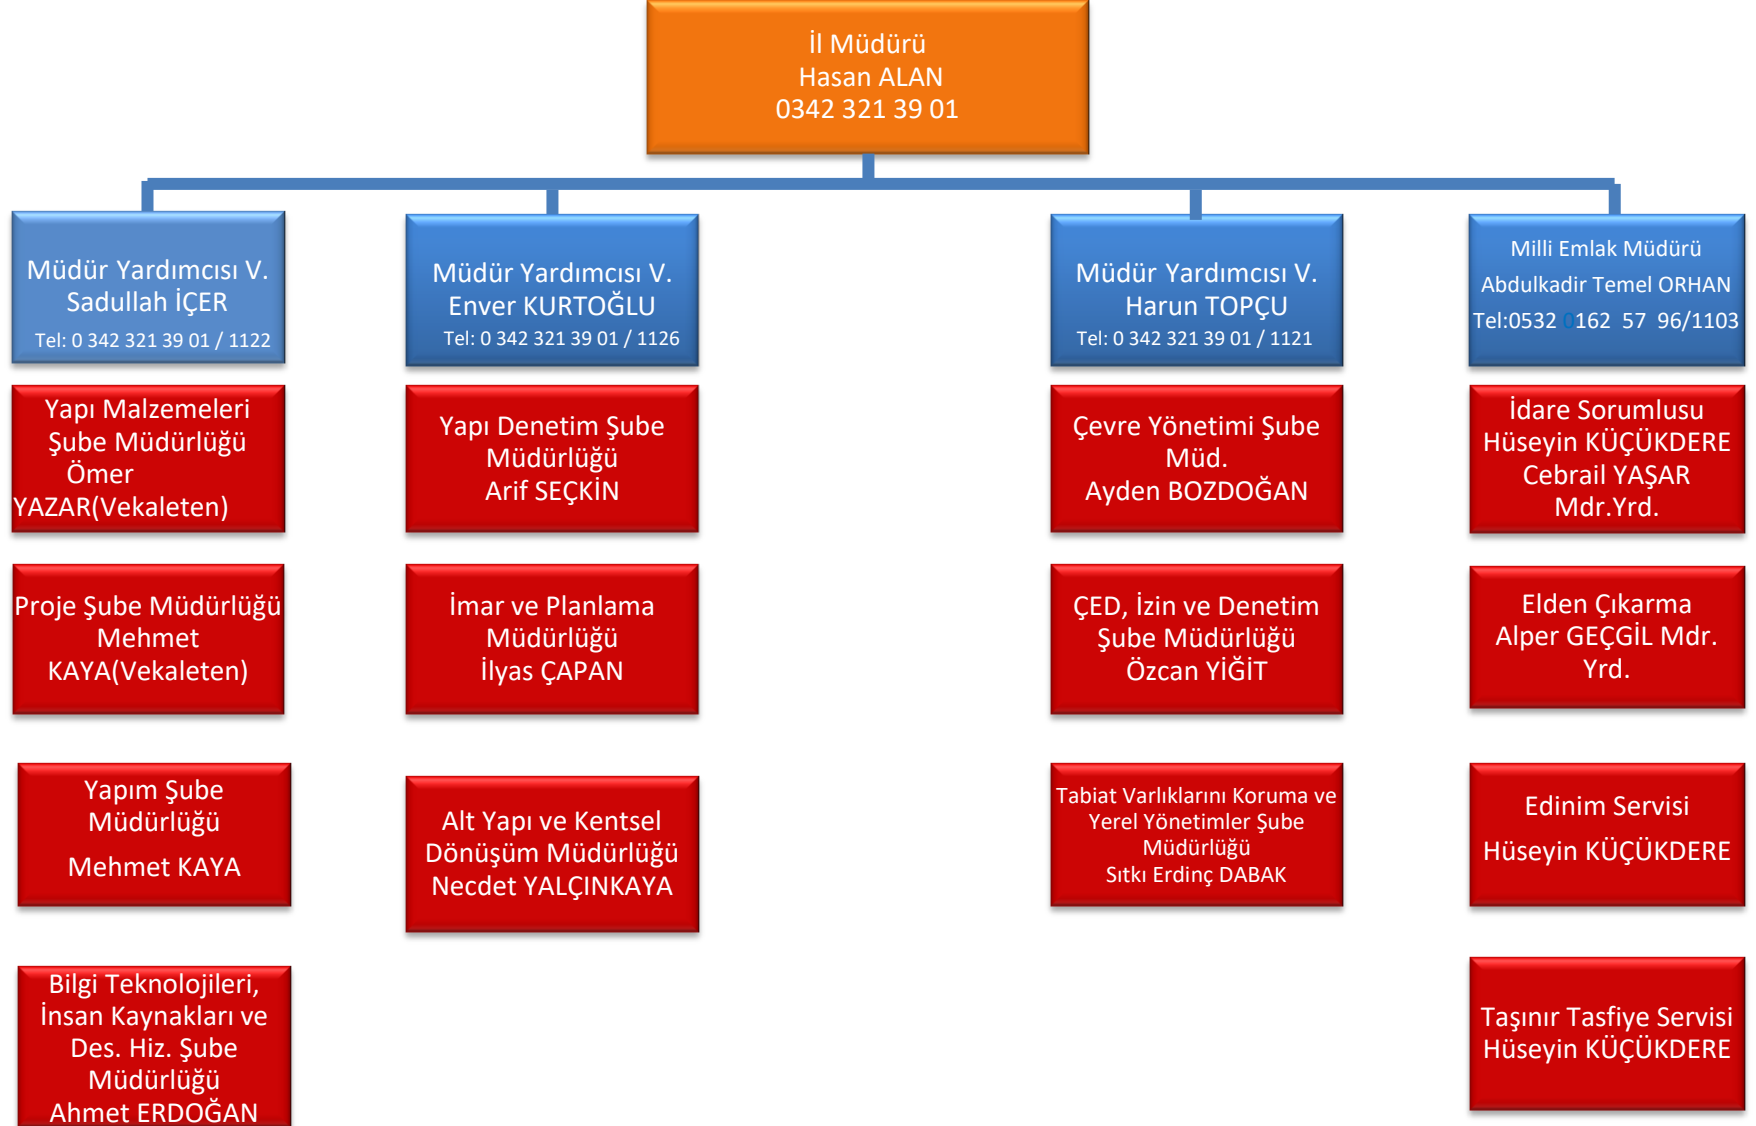 İl Müdürü
Hasan ALAN
0342 321 39 01
Müdür Yardımcısı V.
Sadullah İÇER
Tel: 0 342 321 39 01 / 1122
Müdür Yardımcısı V.
Enver KURTOĞLU
Tel: 0 342 321 39 01 / 1126
Müdür Yardımcısı V.
Harun TOPÇU
Tel: 0 342 321 39 01 / 1121
Milli Emlak Müdürü
Abdulkadir Temel ORHAN
Tel:0532 0162 57 96/1103
Yapı Malzemeleri
Şube Müdürlüğü
Ömer
YAZAR(Vekaleten)
Yapı Denetim Şube
Müdürlüğü
Arif SEÇKİN
Çevre Yönetimi Şube
Müd.
Ayden BOZDOĞAN
İdare Sorumlusu
Hüseyin KÜÇÜKDERE
Cebrail YAŞAR
Mdr.Yrd.
Proje Şube Müdürlüğü
Mehmet
KAYA(Vekaleten)
İmar ve Planlama
Müdürlüğü
İlyas ÇAPAN
ÇED, İzin ve Denetim
Şube Müdürlüğü
Özcan YİĞİT
Elden Çıkarma
Alper GEÇGİL Mdr.
Yrd.
Yapım Şube
Müdürlüğü
Mehmet KAYA
Alt Yapı ve Kentsel
Dönüşüm Müdürlüğü
Necdet YALÇINKAYA
Tabiat Varlıklarını Koruma ve
Yerel Yönetimler Şube
Müdürlüğü
Sıtkı Erdinç DABAK
Edinim Servisi
Hüseyin KÜÇÜKDERE
Bilgi Teknolojileri,
İnsan Kaynakları ve
Des. Hiz. Şube
Müdürlüğü
Ahmet ERDOĞAN
Taşınır Tasfiye Servisi
Hüseyin KÜÇÜKDERE